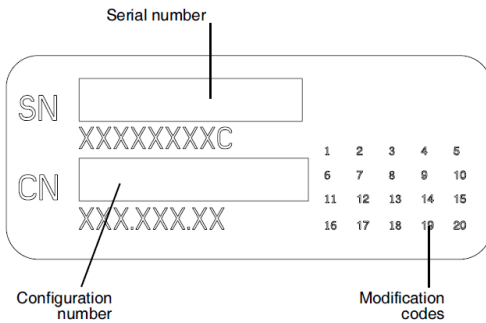 Serial number
SN
XXXXXXXXC
CN
XXX.XXX.XX
1 2 3 4 5
6 7 8 9 10
11 12 13 14 15
16 17 18 19 20
Configuration
number
Modification
codes